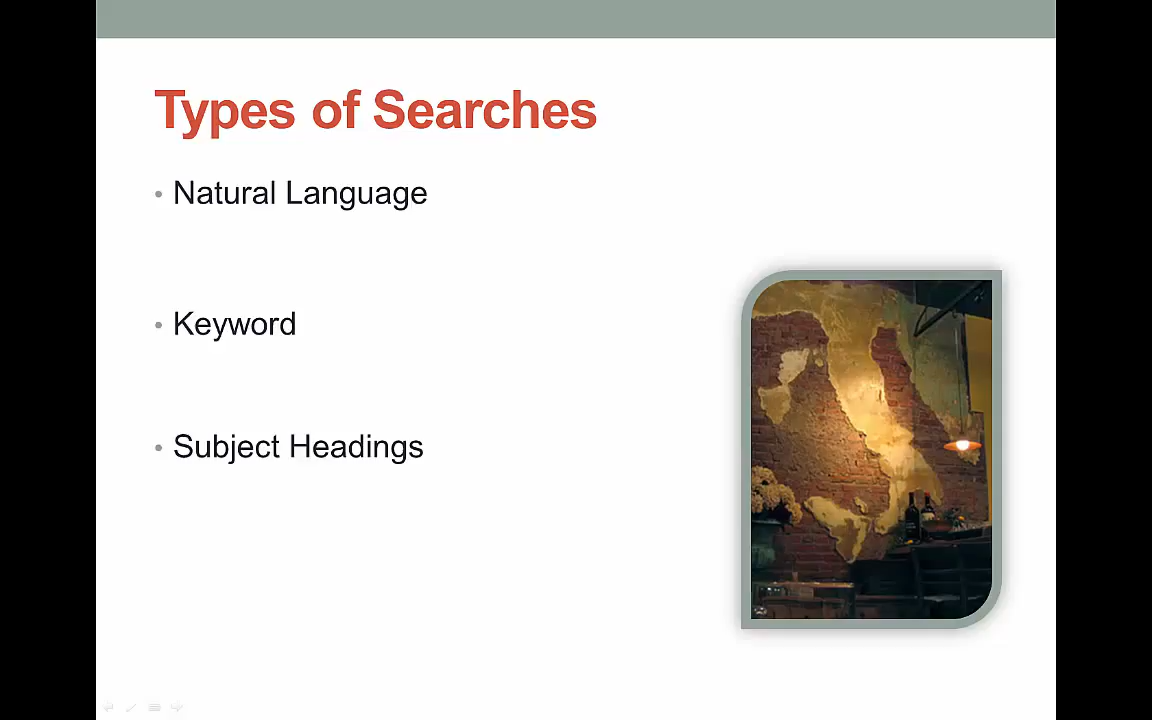 Types of Searches
• Natural Language
• Keyword
• Subject Headings